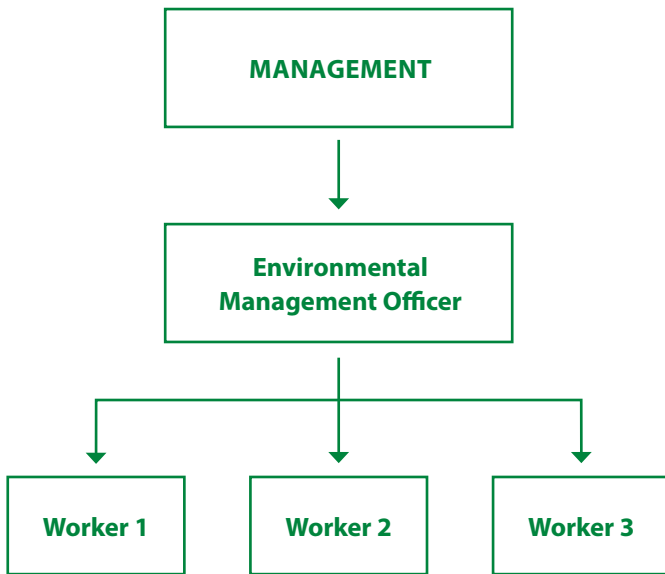 MANAGEMENT
Environmental
Management Officer
Worker 1
Worker 2
Worker 3